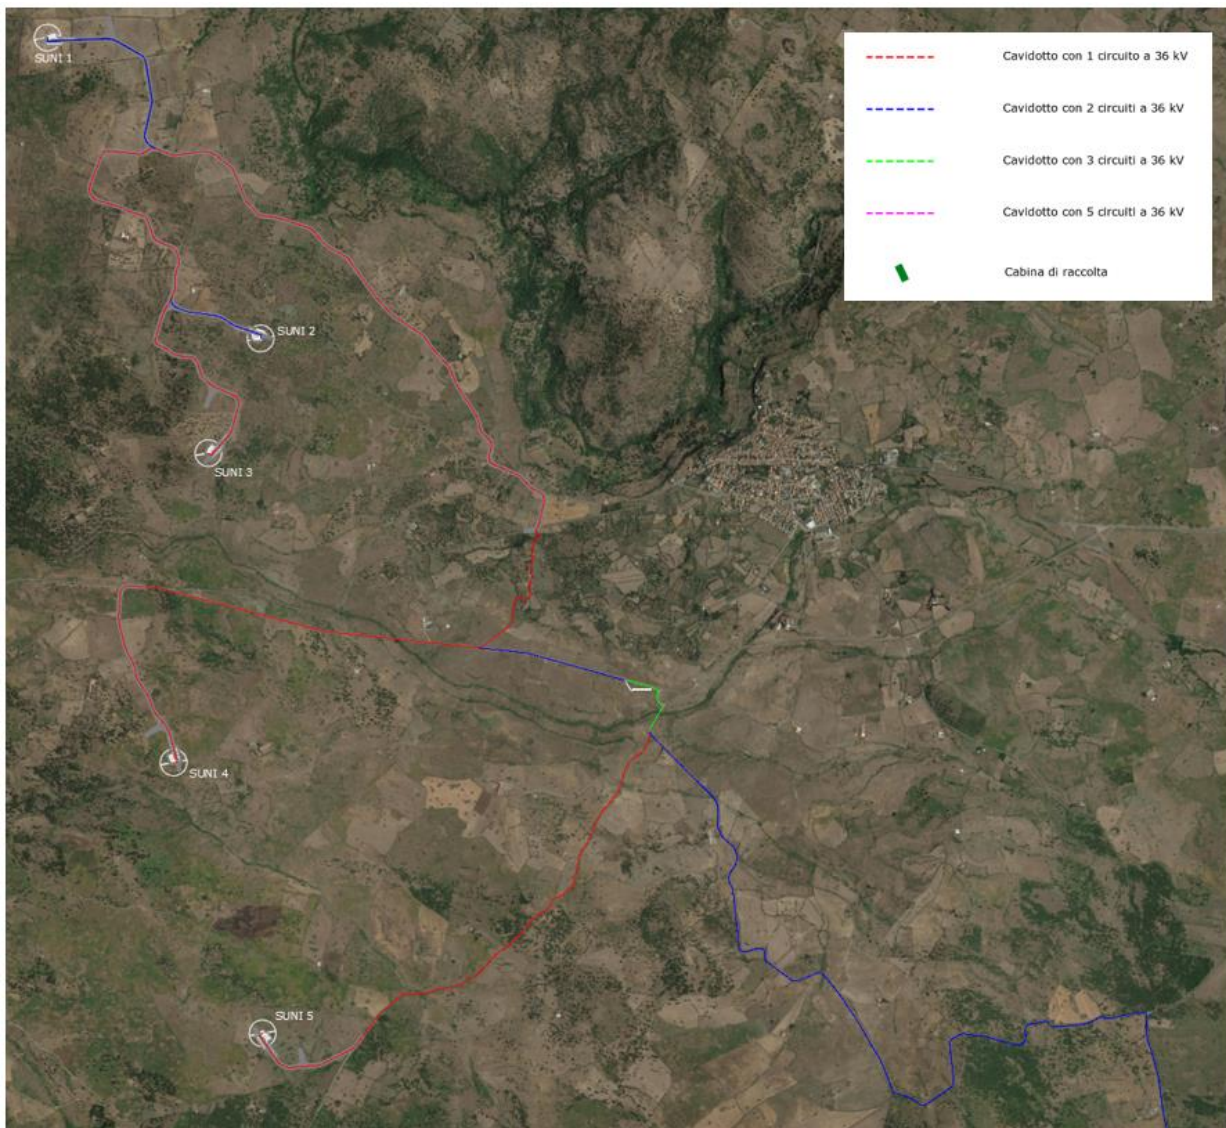 SUNI 1
Cavidotto con 1 circuito a 36 kV
Cavidotto con 2 circuiti a 36 kV
Cavidotto con 3 circuiti a 36 kV
Cavidotto con 5 circuiti a 36 kV
Cabina di raccolta
SUNI 2
SUNI 3
SUNI 4
SUNI 5